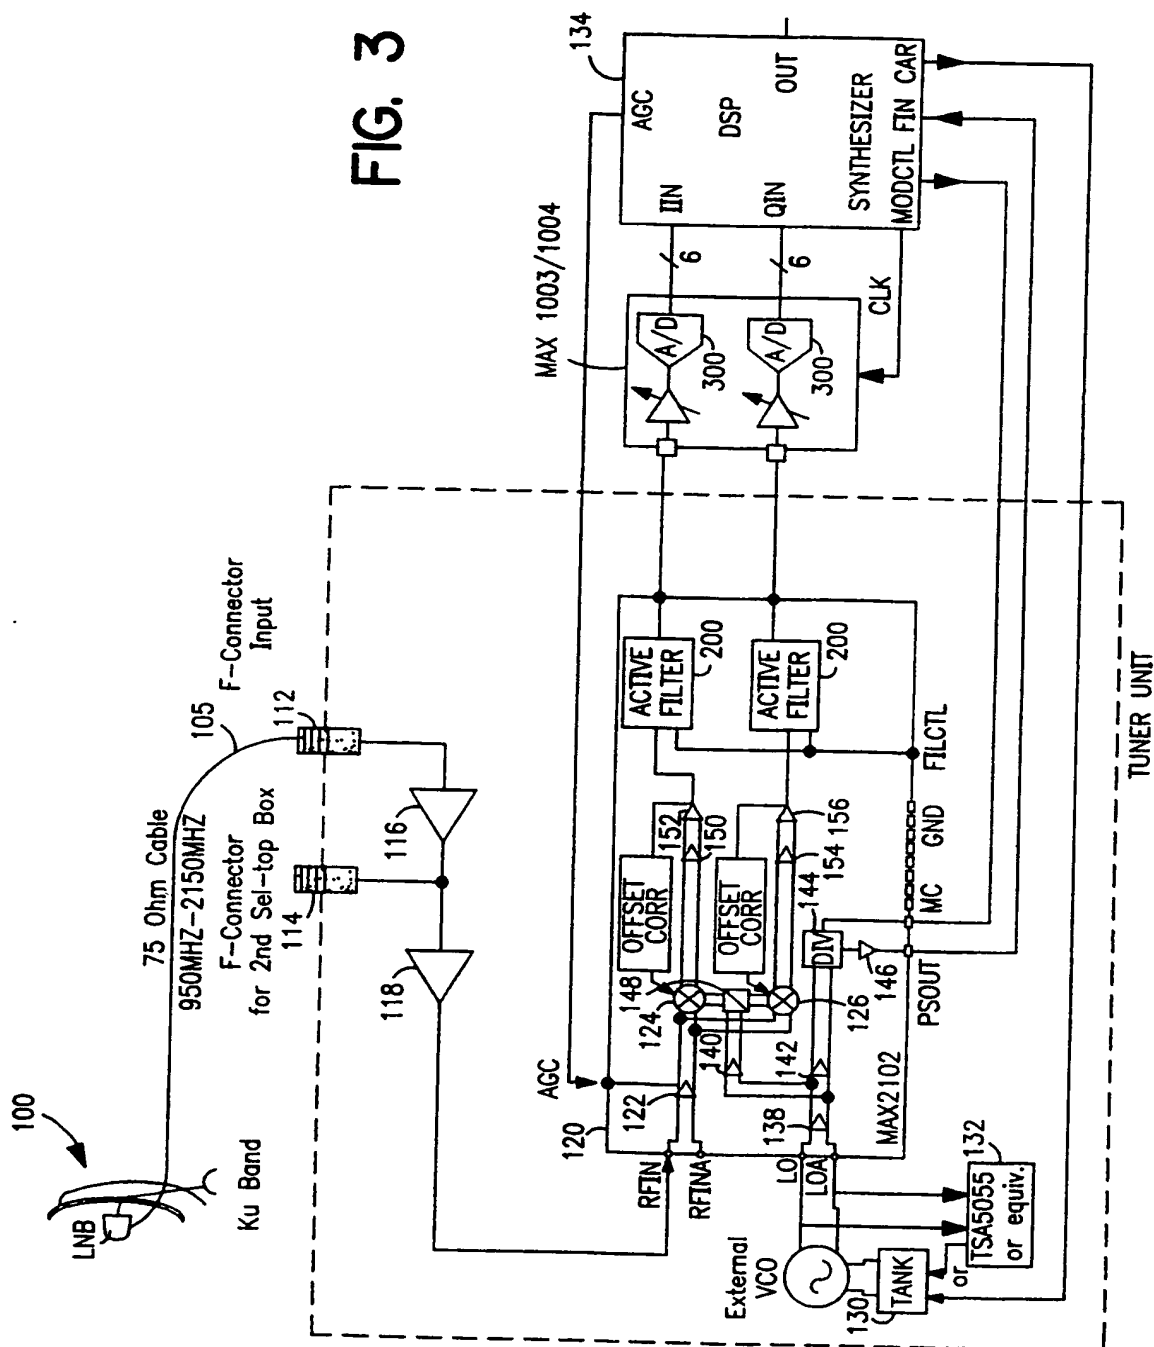 FIG. 3
100
LNB
Ku Band
105
75 Ohm Cable
950MHZ-2150MHZ
F-Connector
Input
112
F-Connector
for 2nd Sel-top Box
114
116
118
TUNER UNIT
AGC
120
RFIN
RFINA
122
124
148
140
126
OFFSET
CORR
OFFSET
CORR
152
150
156
154
144
DIV
146
142
138
LO
LOA
MAX2102
PSOUT
MC
GND
FILCTL
ACTIVE
FILTER
200
ACTIVE
FILTER
200
External
VCO
130
TANK
or
132
TSA5055
or equiv.
MAX 1003/1004
A/D
300
A/D
300
6
6
CLK
134
AGC
IIN
DSP
OUT
QIN
SYNTHESIZER
MODCTL FIN CAR